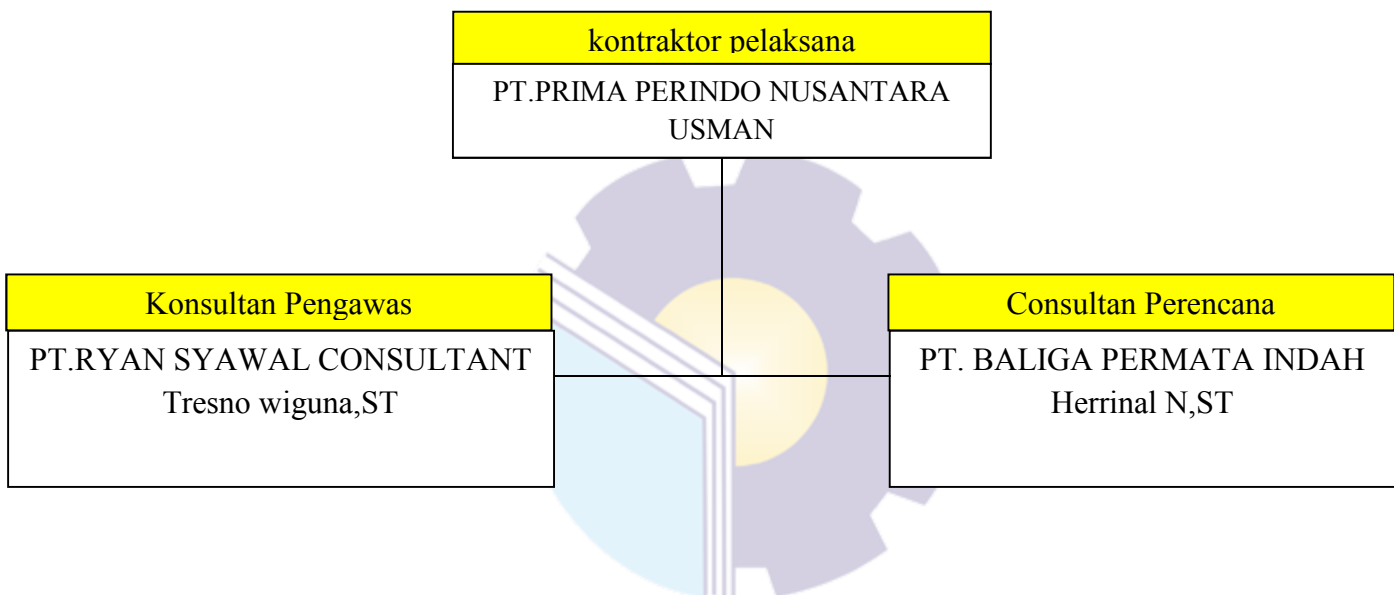 kontraktor pelaksana
PT.PRIMA PERINDO NUSANTARA
USMAN
Konsultan Pengawas
PT.RYAN SYAWAL CONSULTANT
Tresno wiguna,ST
Consultan Perencana
PT. BALIGA PERMATA INDAH
Herrinal N,ST